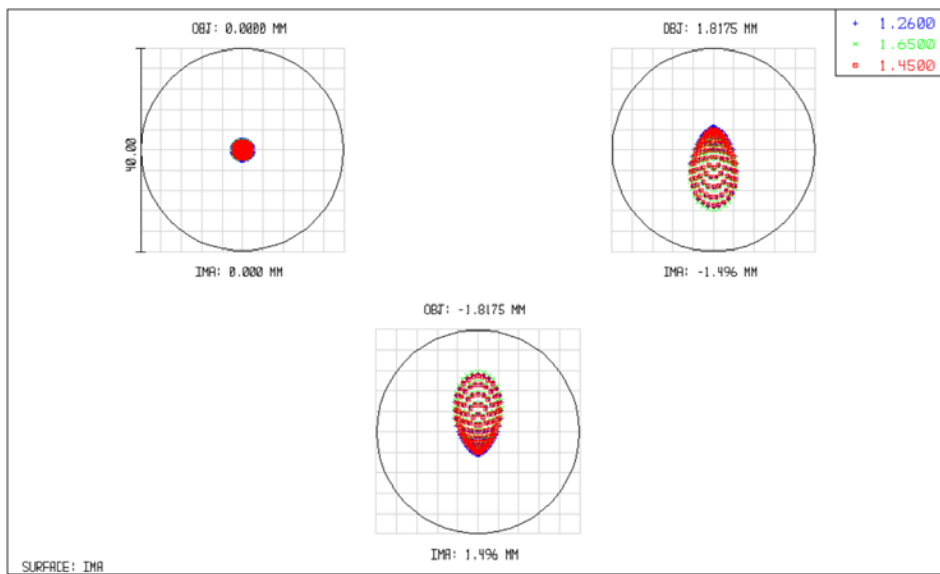 OBJ: 0.0000 MM
OBJ: 1.8175 MM
+ 1.2600
× 1.6500
¤ 1.4500
40.00
IMA: 0.000 MM
IMA: -1.496 MM
OBJ: -1.8175 MM
IMA: 1.496 MM
SURFACE: IMA